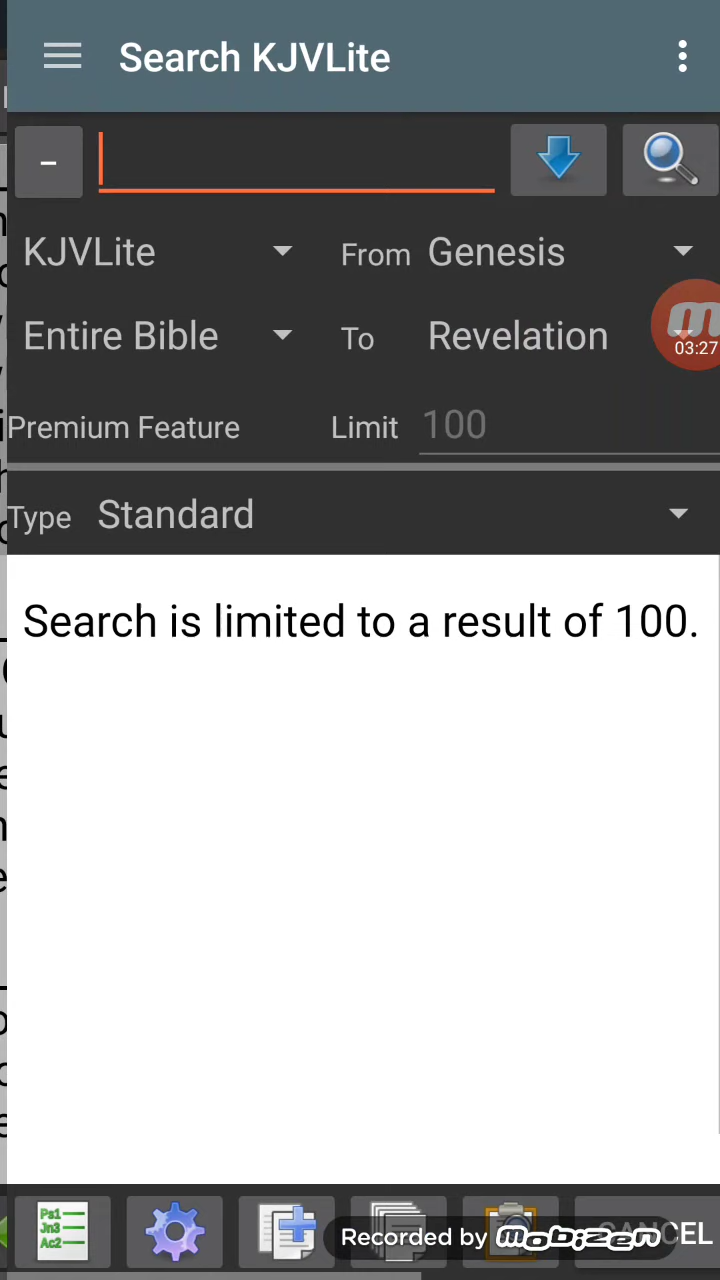 Search KJVLite
-
KJVLite From Genesis
Entire Bible To Revelation
03:27
Premium Feature Limit 100
Type Standard
Search is limited to a result of 100.
Ps1
Jn3
Ac2
Recorded by mobizen